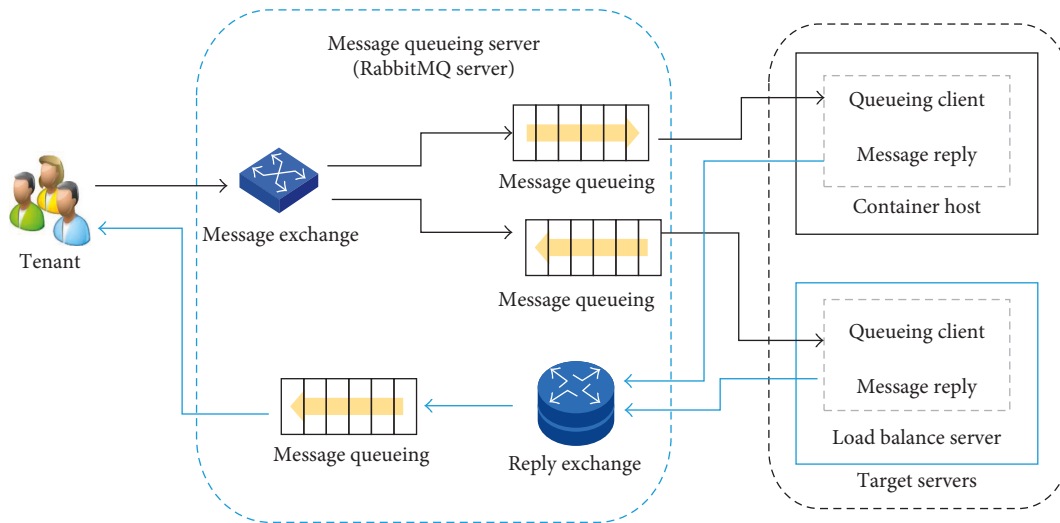 Message queueing server
(RabbitMQ server)
Queueing client
Message reply
Container host
Message queueing
Message exchange
Tenant
Message queueing
Queueing client
Message reply
Load balance server
Message queueing
Reply exchange
Target servers